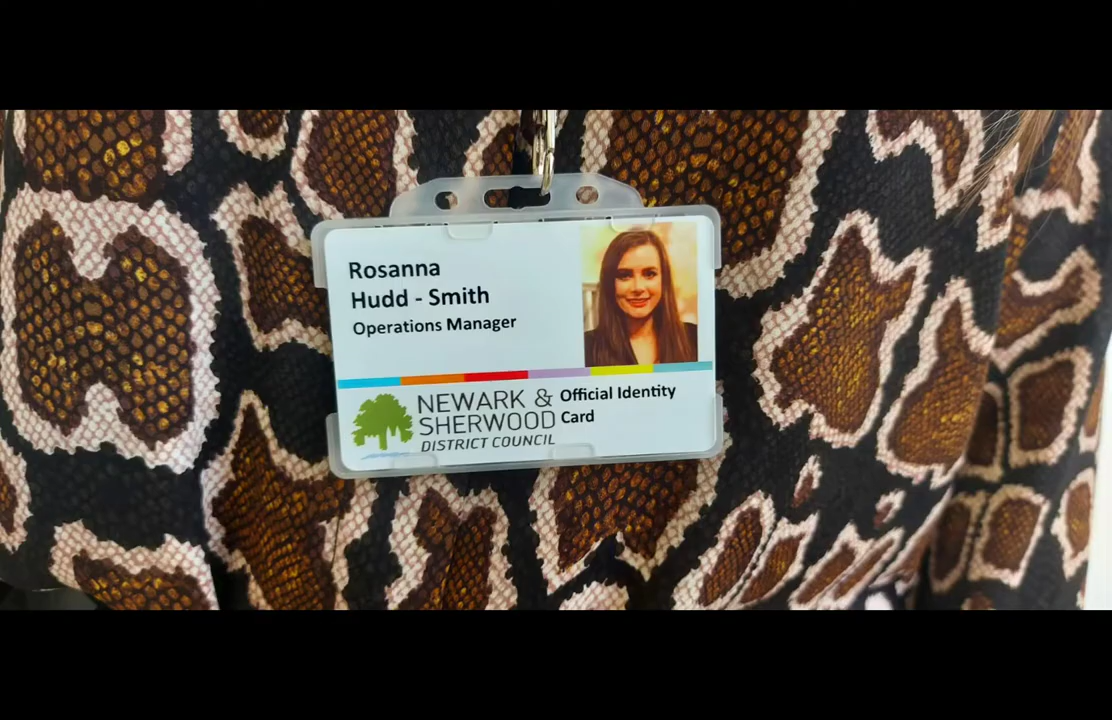 Rosanna
Hudd - Smith
Operations Manager
NEWARK &
SHERWOOD
DISTRICT COUNCIL
Official Identity
Card